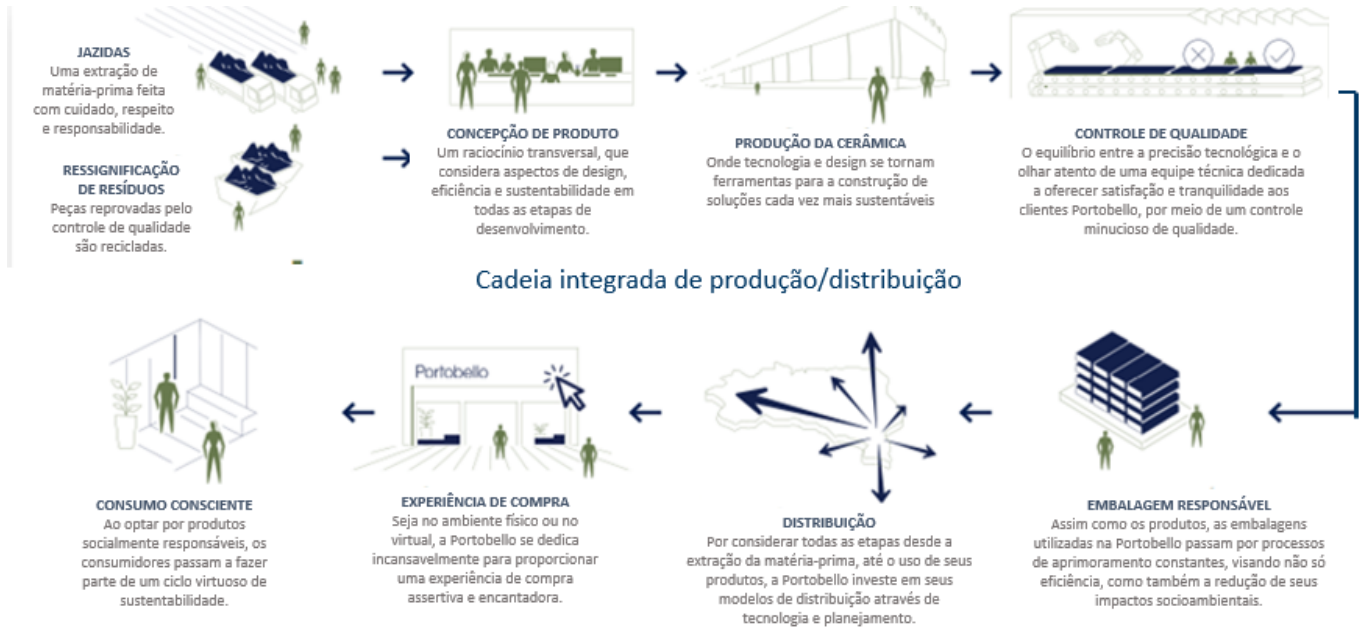 JAZIDAS
Uma extração de
matéria-prima feita
com cuidado, respeito
e responsabilidade.
RESSIGNIFICAÇÃO
DE RESÍDUOS
Peças reprovadas pelo
controle de qualidade
são recicladas.
CONCEPÇÃO DE PRODUTO
Um raciocínio transversal, que
considera aspectos de design,
eficiência e sustentabilidade em
todas as etapas de
desenvolvimento.
PRODUÇÃO DA CERÂMICA
Onde tecnologia e design se tornam
ferramentas para a construção de
soluções cada vez mais sustentáveis
CONTROLE DE QUALIDADE
O equilíbrio entre a precisão tecnológica e o
olhar atento de uma equipe técnica dedicada
a oferecer satisfação e tranquilidade aos
clientes Portobello, por meio de um controle
minucioso de qualidade.
Cadeia integrada de produção/distribuição
CONSUMO CONSCIENTE
Ao optar por produtos
socialmente responsáveis, os
consumidores passam a fazer
parte de um ciclo virtuoso de
sustentabilidade.
Portobello
EXPERIÊNCIA DE COMPRA
Seja no ambiente físico ou no
virtual, a Portobello se dedica
incansavelmente para proporcionar
uma experiência de compra
assertiva e encantadora.
DISTRIBUIÇÃO
Por considerar todas as etapas desde a
extração da matéria-prima, até o uso de seus
produtos, a Portobello investe em seus
modelos de distribuição através de
tecnologia e planejamento.
EMBALAGEM RESPONSÁVEL
Assim como os produtos, as embalagens
utilizadas na Portobello passam por processos
de aprimoramento constantes, visando não só
eficiência, como também a redução de seus
impactos socioambientais.